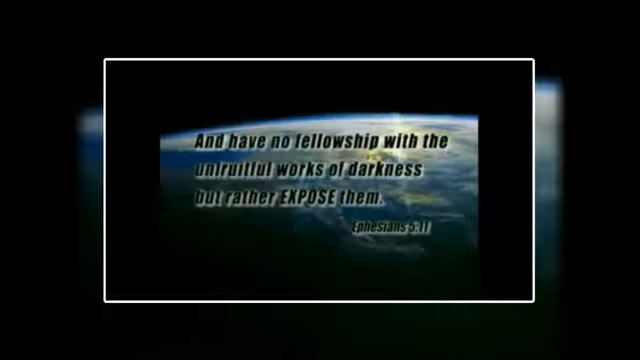 And have no fellowship with the
unfruitful works of darkness
but rather EXPOSE them.
Ephesians 5:11